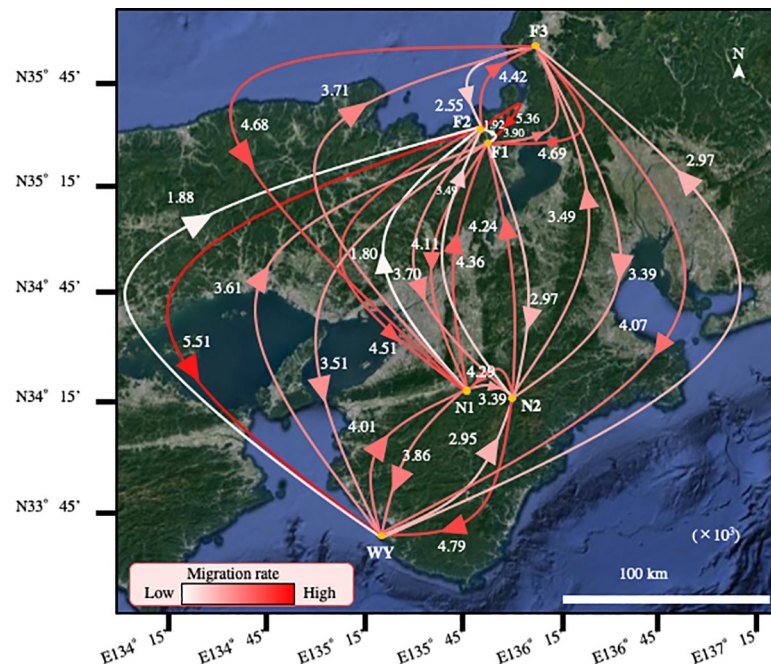 F3
N
N35° 45'
3.71
4.42
2.55
4.68
F2
1.92
5.36
3.90
F1
4.69
2.97
N35° 15'
1.88
3.49
3.49
4.24
1.80
4.11
4.36
3.70
3.39
N34° 45'
3.61
2.97
4.07
5.51
4.51
3.51
4.29
N34° 15'
3.39
N1
N2
4.01
2.95
3.86
N33° 45'
(×10³)
4.79
WY
Migration rate
Low
High
100 km
E134° 15'
E134° 45'
E135° 15'
E135° 45'
E136° 15'
E136° 45'
E137° 15'